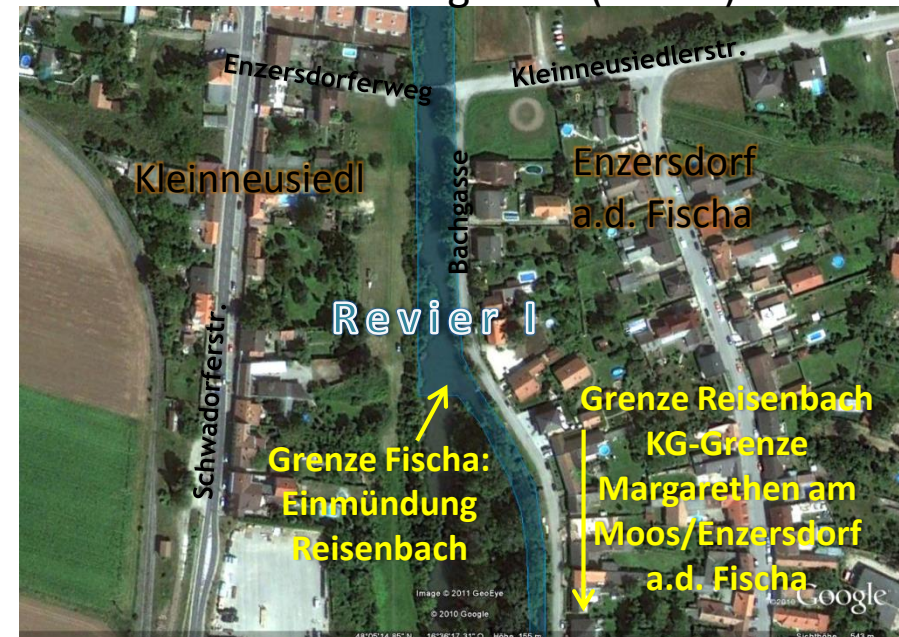 Enzersdorferweg
Kleinneusiedlerstr.
Kleinneusiedl
Bachgasse
Enzersdorf
a.d. Fischa
Revier I
Schwadorferstr.
Grenze Fischa:
Einmündung
Reisenbach
Grenze Reisenbach
KG-Grenze
Margarethen am
Moos/Enzersdorf
a.d. Fischa
Image © 2011 GeoEye
© 2010 Google
©2010 Google